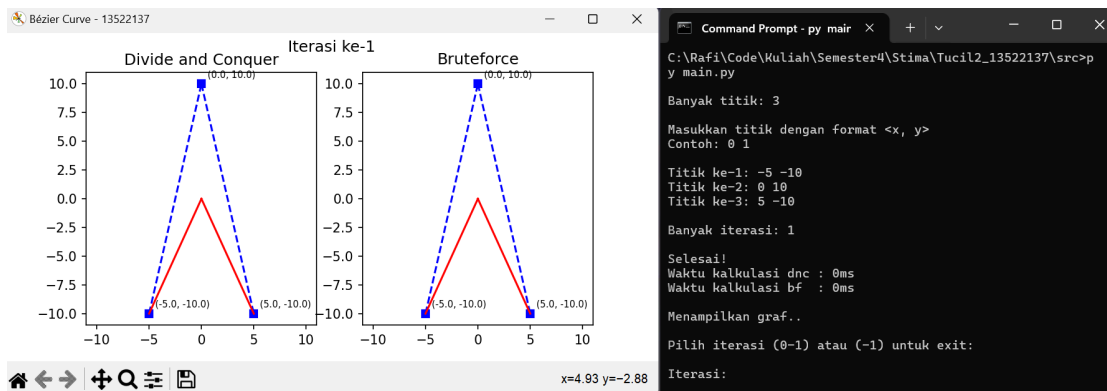 Bézier Curve - 13522137
Iterasi ke-1
Divide and Conquer
Bruteforce
10.0
7.5
5.0
2.5
0.0
−2.5
−5.0
−7.5
−10.0
(0.0, 10.0)
(-5.0, -10.0)
(5.0, -10.0)
−10 −5 0 5 10
10.0
7.5
5.0
2.5
0.0
−2.5
−5.0
−7.5
−10.0
(0.0, 10.0)
(-5.0, -10.0)
(5.0, -10.0)
−10 −5 0 5 10
x=4.93 y=−2.88
Command Prompt - py mair
C:\Rafi\Code\Kuliah\Semester4\Stima\Tucil2_13522137\src>p
y main.py
Banyak titik: 3
Masukkan titik dengan format <x, y>
Contoh: 0 1
Titik ke-1: -5 -10
Titik ke-2: 0 10
Titik ke-3: 5 -10
Banyak iterasi: 1
Selesai!
Waktu kalkulasi dnc : 0ms
Waktu kalkulasi bf  : 0ms
Menampilkan graf..
Pilih iterasi (0-1) atau (-1) untuk exit:
Iterasi: